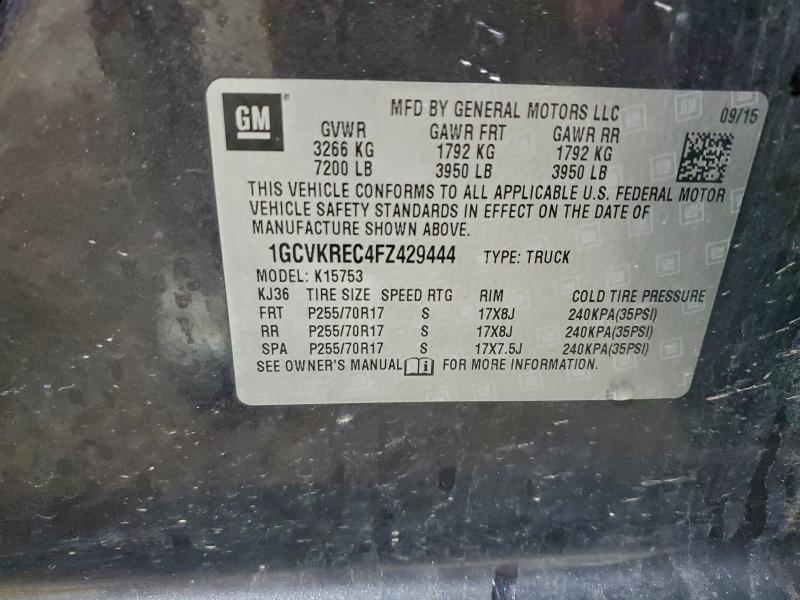 GM
MFD BY GENERAL MOTORS LLC 09/15
GVWR GAWR FRT GAWR RR
3266 KG 1792 KG 1792 KG
7200 LB 3950 LB 3950 LB
THIS VEHICLE CONFORMS TO ALL APPLICABLE U.S. FEDERAL MOTOR
VEHICLE SAFETY STANDARDS IN EFFECT ON THE DATE OF
MANUFACTURE SHOWN ABOVE.
1GCVKREC4FZ429444 TYPE: TRUCK
MODEL: K15753
KJ36 TIRE SIZE SPEED RTG RIM COLD TIRE PRESSURE
FRT P255/70R17 S 17X8J 240KPA(35PSI)
RR P255/70R17 S 17X8J 240KPA(35PSI)
SPA P255/70R17 S 17X7.5J 240KPA(35PSI)
SEE OWNER'S MANUAL i FOR MORE INFORMATION.